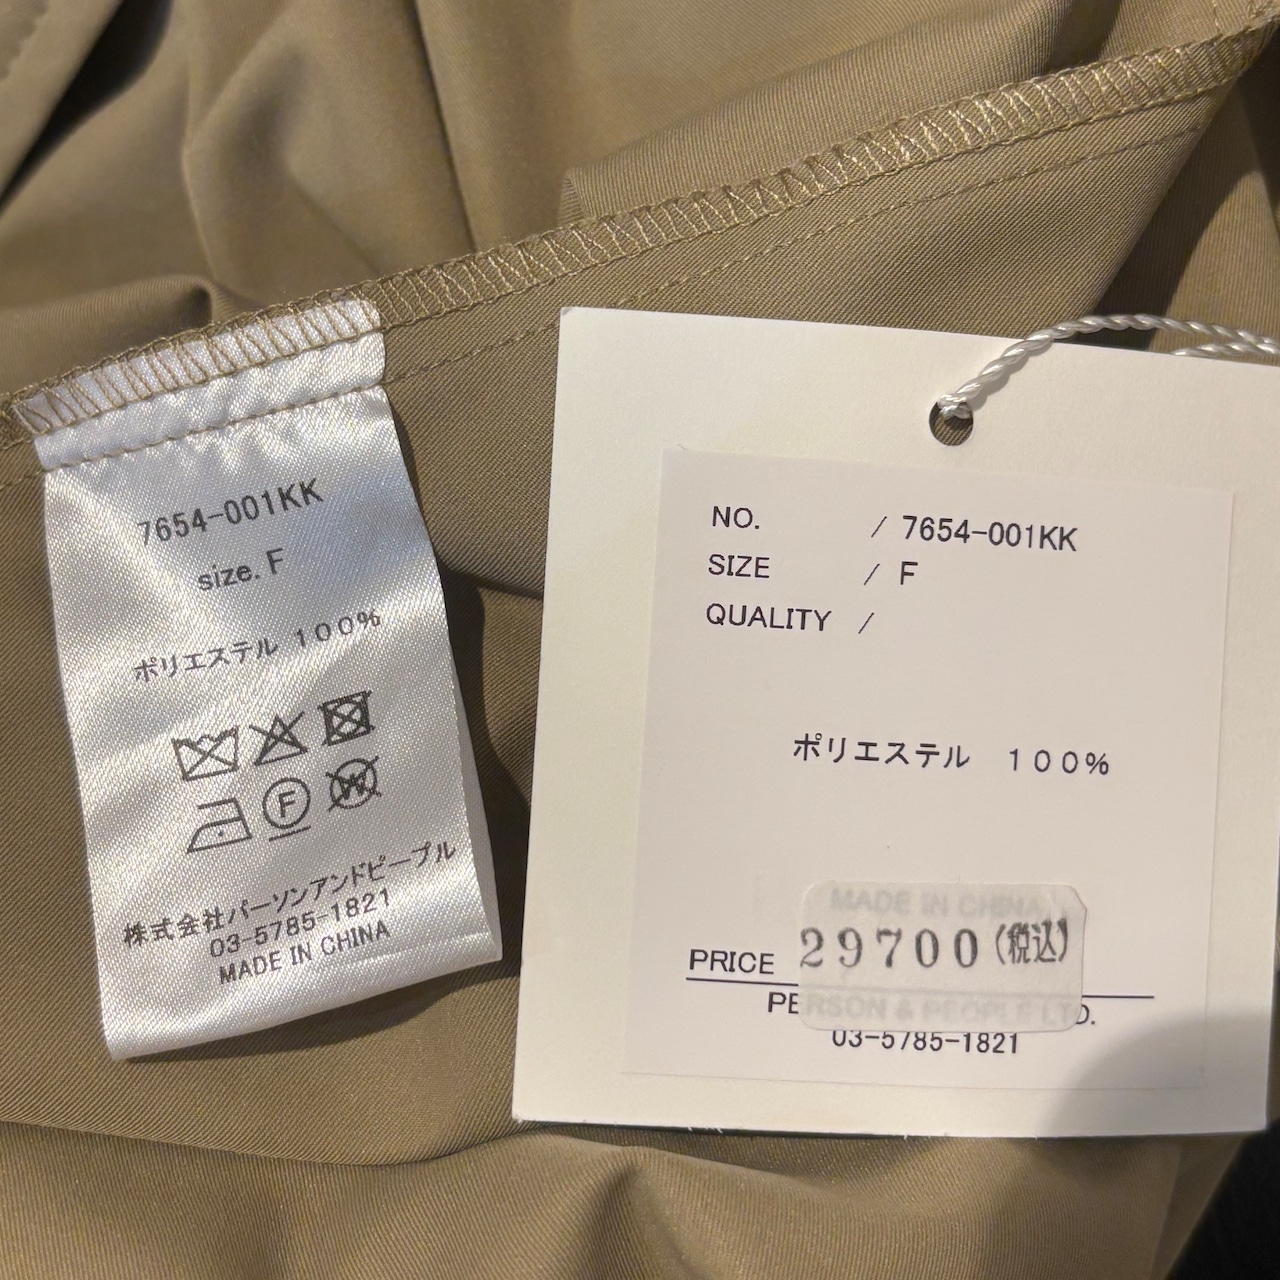 7654-001KK
size. F
ポリエステル 100%
F
W
株式会社パーソンアンドピープル
03-5785-1821
MADE IN CHINA
NO. / 7654-001KK
SIZE / F
QUALITY /
ポリエステル 100%
MADE IN CHINA
PRICE 29700(税込)
PERSON & PEOPLE LTD.
03-5785-1821